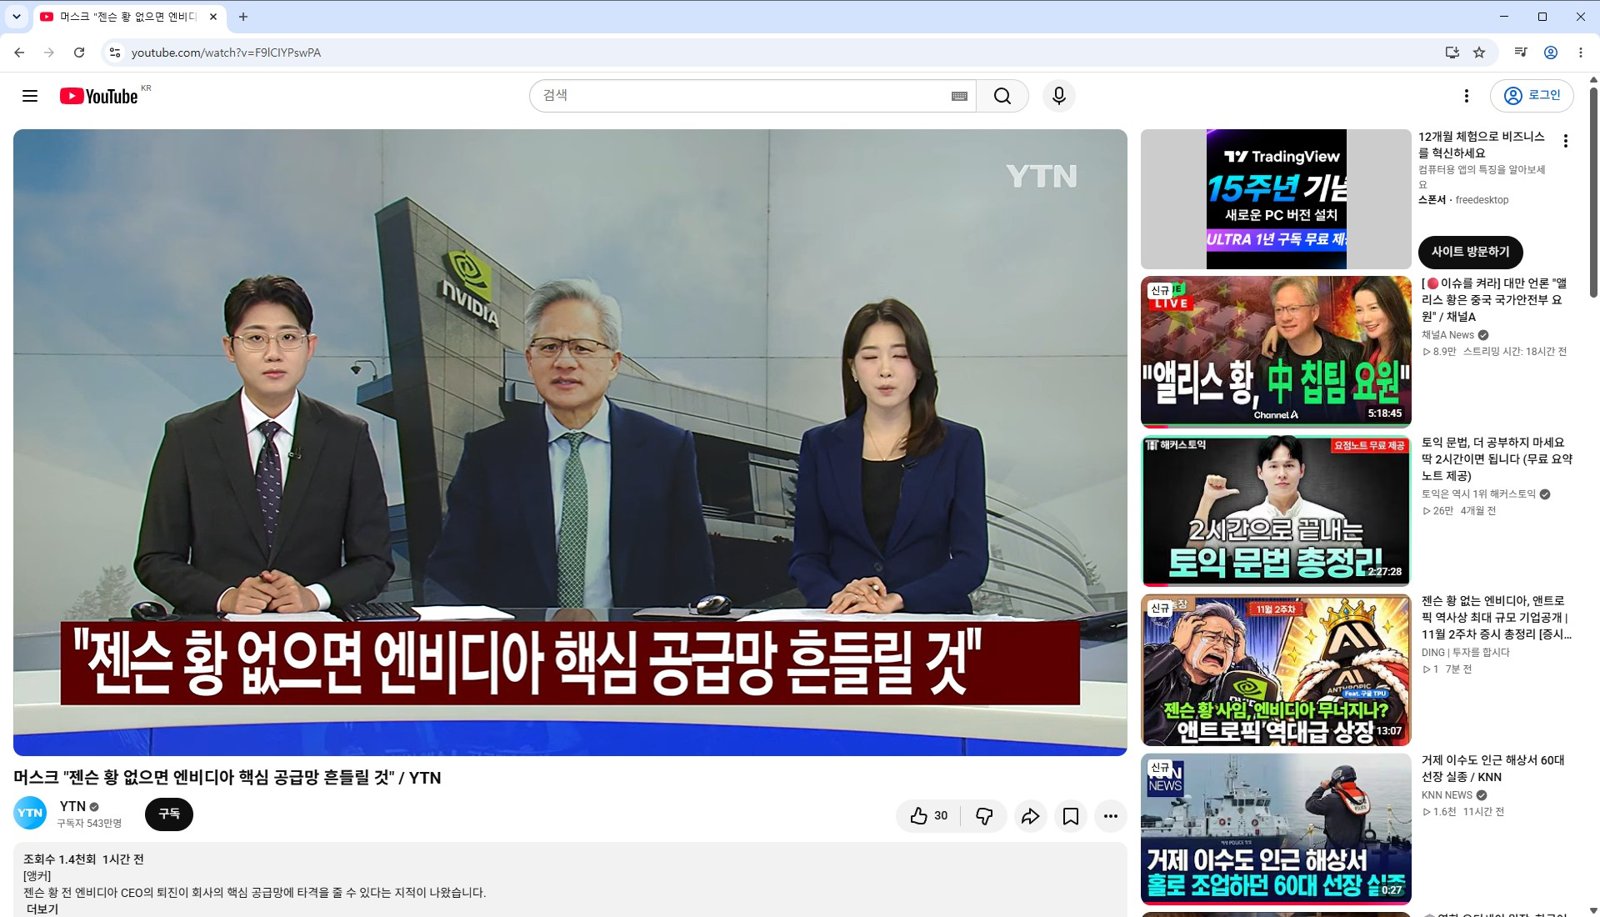 머스크 "젠슨 황 없으면 엔비디
youtube.com/watch?v=F9lCIYPswPA
YouTube KR
검색
로그인
YTN
NVIDIA
"젠슨 황 없으면 엔비디아 핵심 공급망 흔들릴 것"
머스크 "젠슨 황 없으면 엔비디아 핵심 공급망 흔들릴 것" / YTN
YTN
YTN
구독자 543만명
구독
30
조회수 1.4천회 1시간 전
[앵커]
젠슨 황 전 엔비디아 CEO의 퇴진이 회사의 핵심 공급망에 타격을 줄 수 있다는 지적이 나왔습니다.
더보기
TradingView
15주년 기념
새로운 PC 버전 설치
ULTRA 1년 구독 무료 제
12개월 체험으로 비즈니스
를 혁신하세요
컴퓨터용 앱의 특징을 알아보세
요
스폰서 · freedesktop
사이트 방문하기
신규
LIVE
"앨리스 황, 中 침팀 요원"
Channel A
5:18:45
[🔴이슈를 켜라] 대만 언론 "앨
리스 황은 중국 국가안전부 요
원" / 채널A
채널A News
8.9만 스트리밍 시간: 18시간 전
해커스토익
요점노트 무료 제공
2시간으로 끝내는
토익 문법 총정리
2:27:28
토익 문법, 더 공부하지 마세요
딱 2시간이면 됩니다 (무료 요약
노트 제공)
토익은 역시 1위 해커스토익
26만 4개월 전
신규
11월 2주차
AI
ANTHROPIC
Feat. 구글 TPU
젠슨 황 사임, 엔비디아 무너지나?
앤트로픽 역대급 상장
13:07
젠슨 황 없는 엔비디아, 앤트로
픽 역사상 최대 규모 기업공개 |
11월 2주차 증시 총정리 [증시...
DING | 투자를 합시다
1 7분 전
신규
KNN
NEWS
거제 이수도 인근 해상서
홀로 조업하던 60대 선장 실종
0:27
거제 이수도 인근 해상서 60대
선장 실종 / KNN
KNN NEWS
1.6천 11시간 전